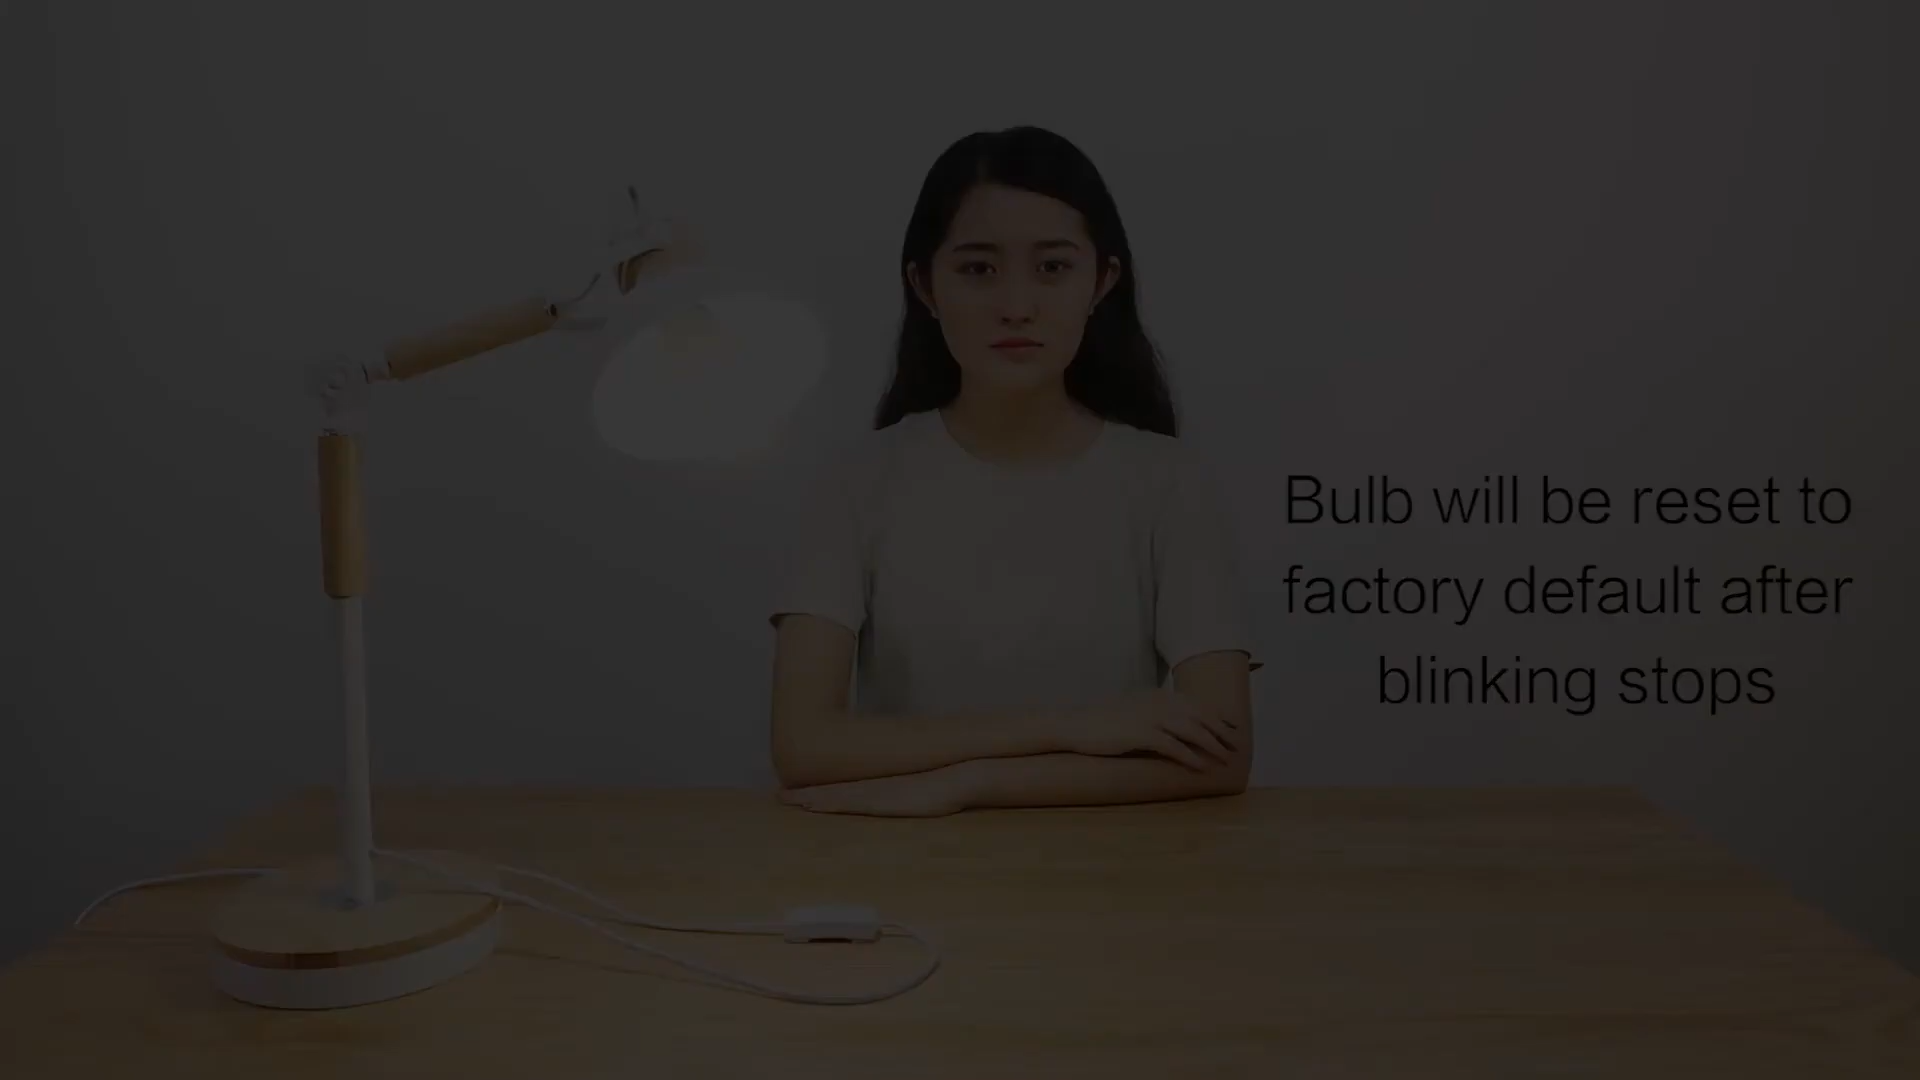 Bulb will be reset to
factory default after
blinking stops